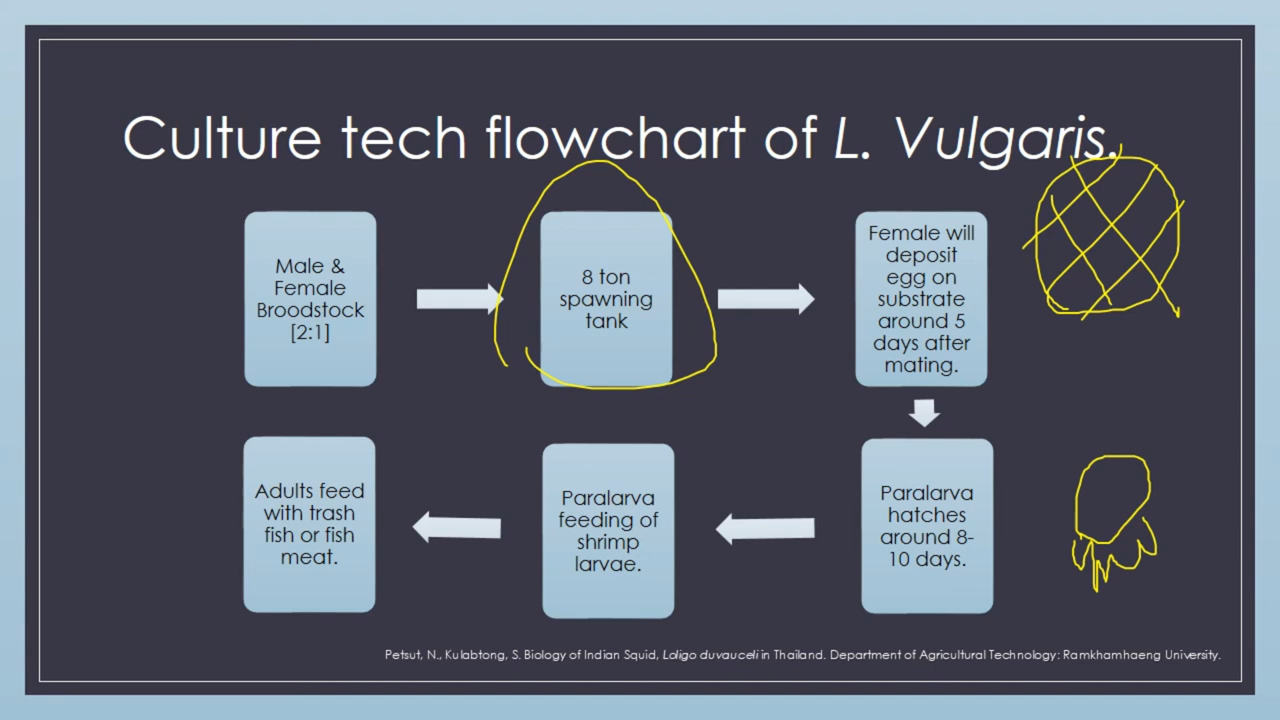 Culture tech flowchart of L. Vulgaris.
Male &
Female
Broodstock
[2:1]
8 ton
spawning
tank
Female will
deposit
egg on
substrate
around 5
days after
mating.
Paralarva
hatches
around 8-
10 days.
Paralarva
feeding of
shrimp
larvae.
Adults feed
with trash
fish or fish
meat.
Petsut, N., Kulabtong, S. Biology of Indian Squid, Loligo duvauceli in Thailand. Department of Agricultural Technology: Ramkhamhaeng University.